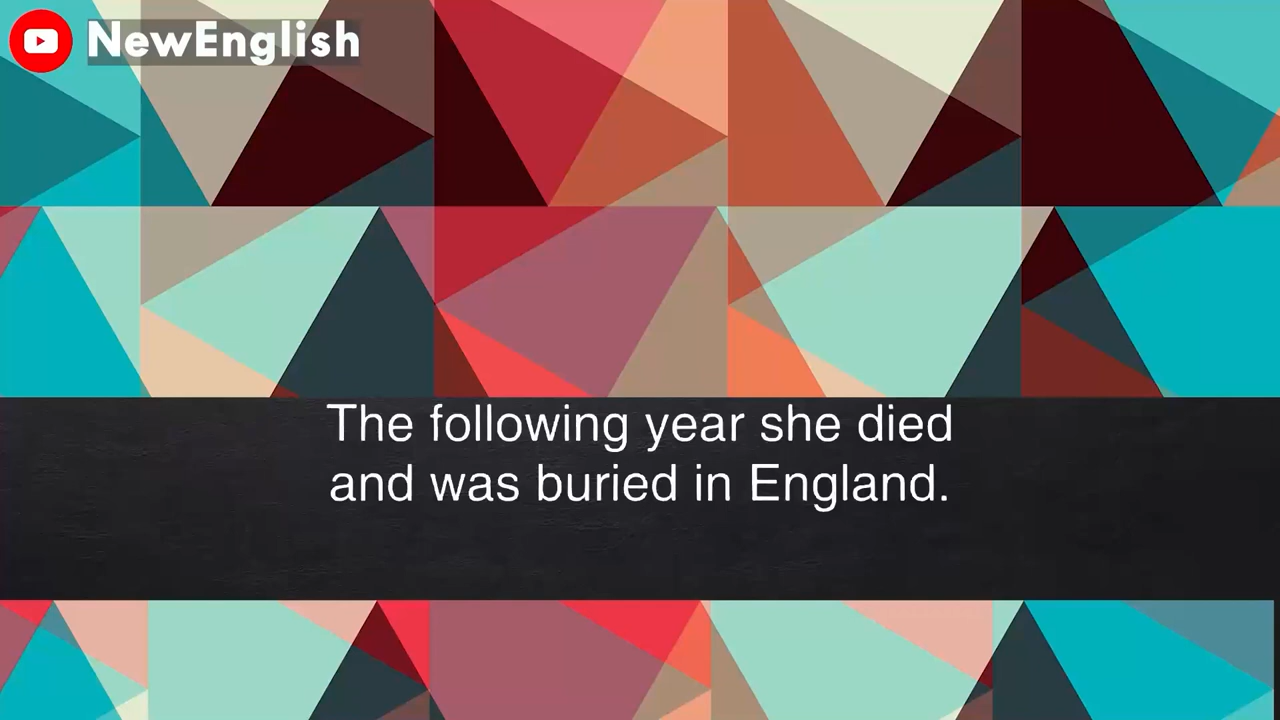 NewEnglish
The following year she died
and was buried in England.